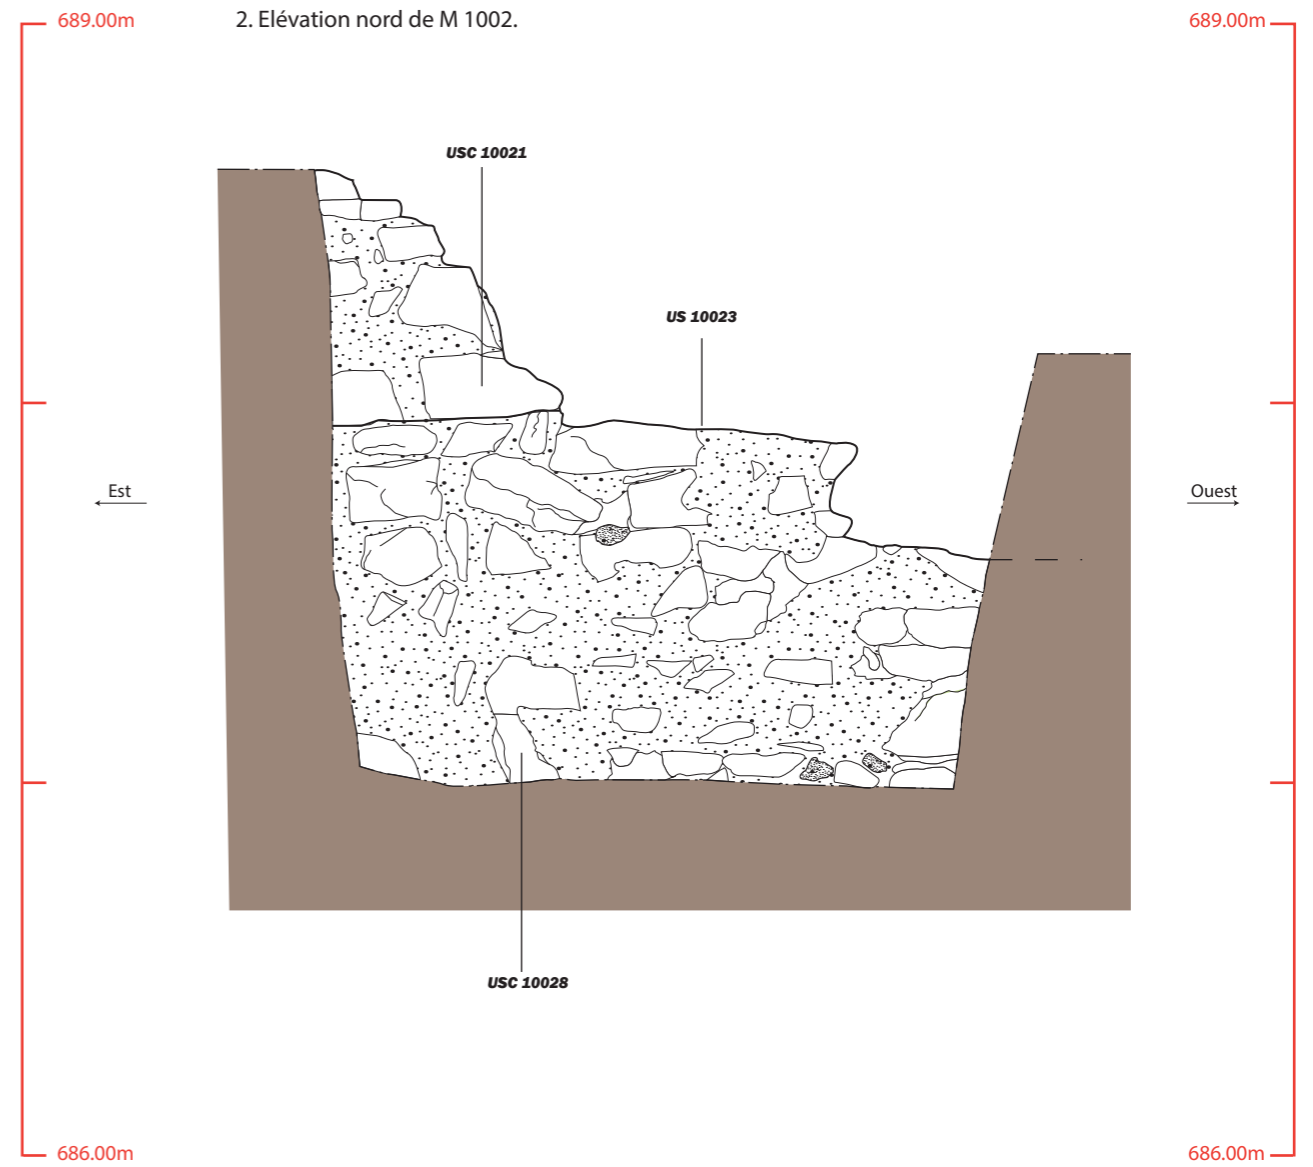 689.00m
2. Elévation nord de M 1002.
689.00m
USC 10021
US 10023
Est
Ouest
USC 10028
686.00m
686.00m